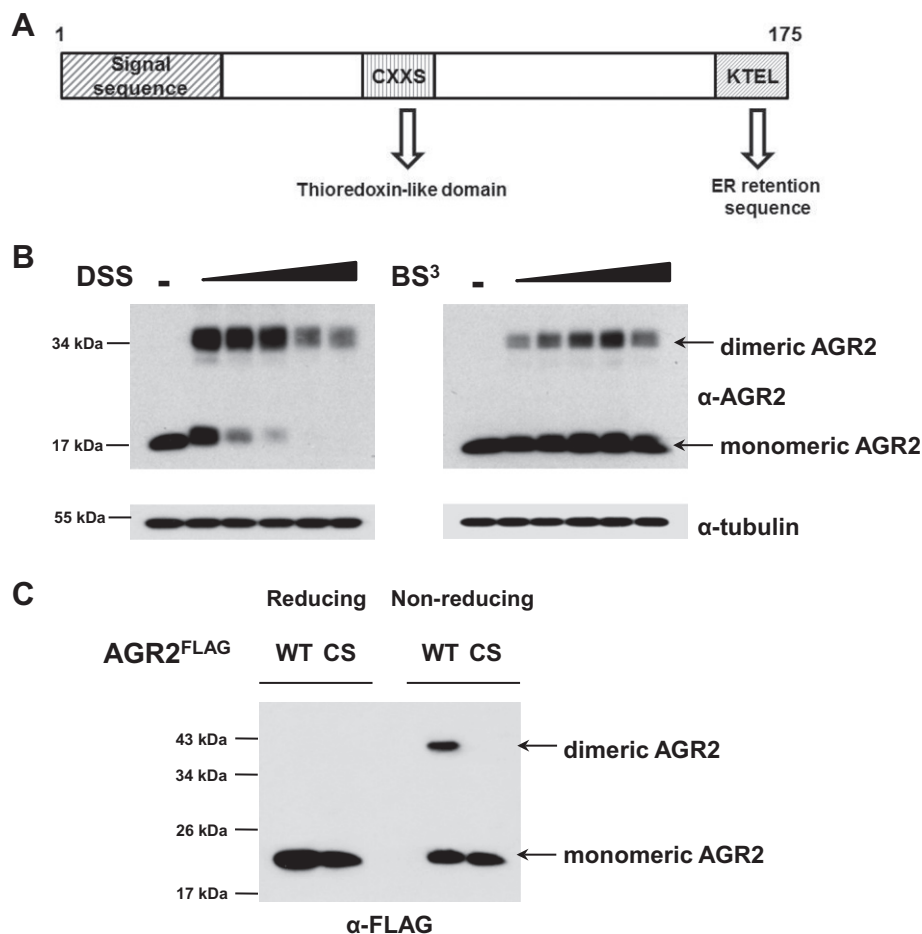 A
1
175
Signal
sequence
CXXS
KTEL
Thioredoxin-like domain
ER retention
sequence
B
DSS
-
BS³
-
34 kDa
dimeric AGR2
α-AGR2
17 kDa
monomeric AGR2
55 kDa
α-tubulin
C
Reducing
Non-reducing
AGR2FLAG
WT CS
WT CS
43 kDa
dimeric AGR2
34 kDa
26 kDa
monomeric AGR2
17 kDa
α-FLAG